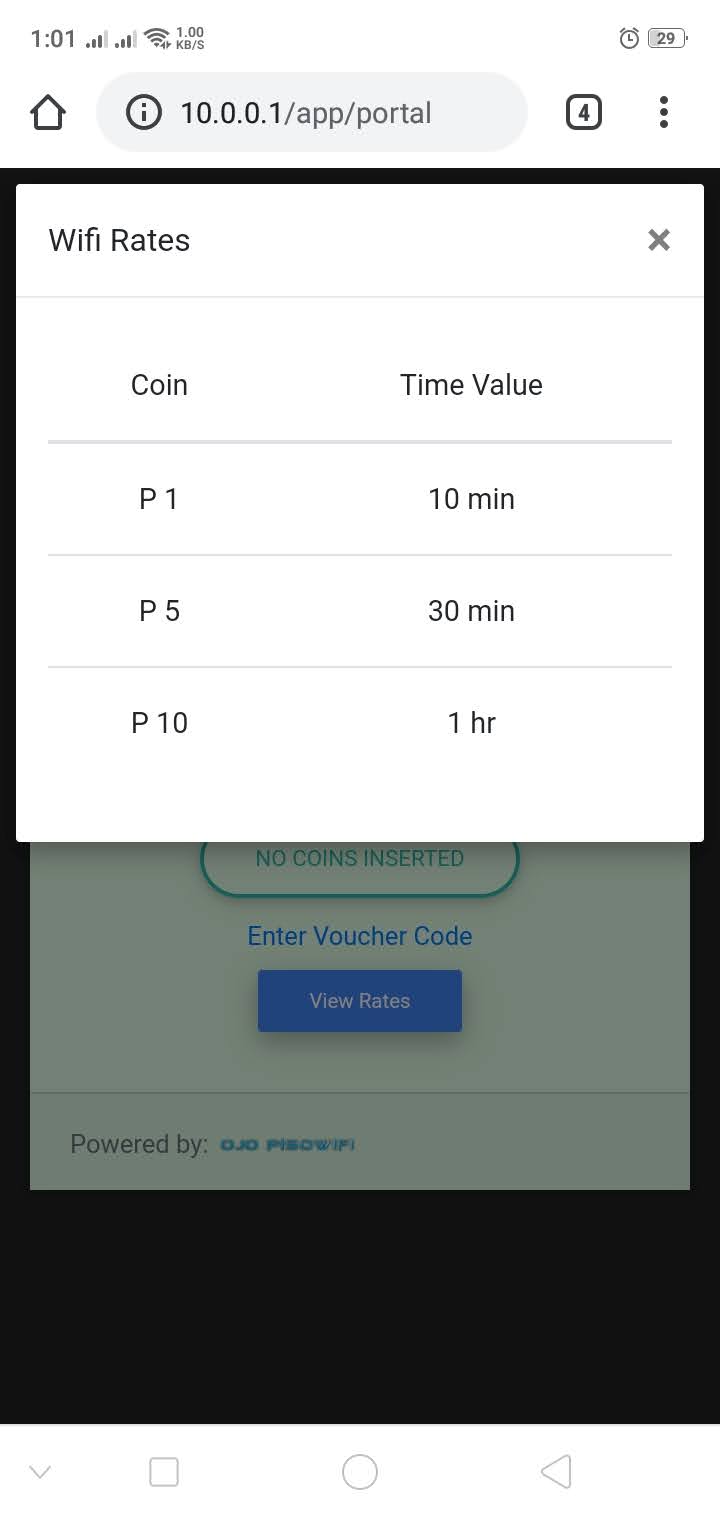 1:01 1.00 KB/S 29
10.0.0.1/app/portal 4
Wifi Rates ×
Coin Time Value
P 1 10 min
P 5 30 min
P 10 1 hr
NO COINS INSERTED
Enter Voucher Code
View Rates
Powered by: OJO PISOWIFI